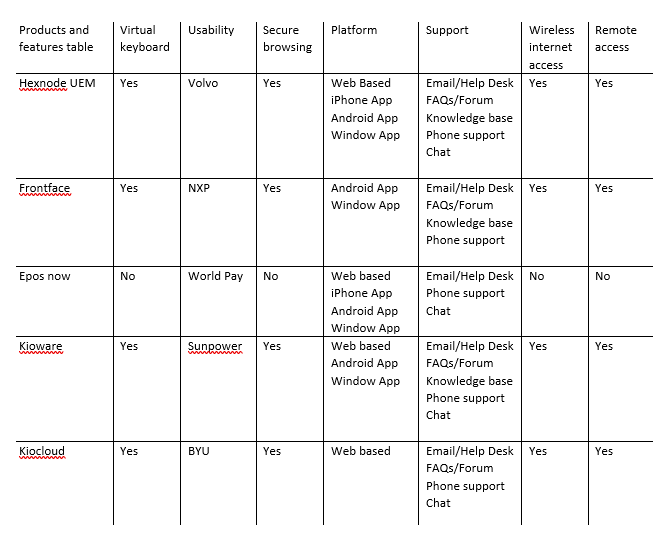 Products and features table | Virtual keyboard | Usability | Secure browsing | Platform | Support | Wireless internet access | Remote access
Hexnode UEM | Yes | Volvo | Yes | Web Based iPhone App Android App Window App | Email/Help Desk FAQs/Forum Knowledge base Phone support Chat | Yes | Yes
Frontface | Yes | NXP | Yes | Android App Window App | Email/Help Desk FAQs/Forum Knowledge base Phone support | Yes | Yes
Epos now | No | World Pay | No | Web based iPhone App Android App Window App | Email/Help Desk Phone support Chat | No | No
Kioware | Yes | Sunpower | Yes | Web based Android App Window App | Email/Help Desk FAQs/Forum Knowledge base Phone support Chat | Yes | Yes
Kiocloud | Yes | BYU | Yes | Web based | Email/Help Desk FAQs/Forum Phone support Chat | Yes | Yes